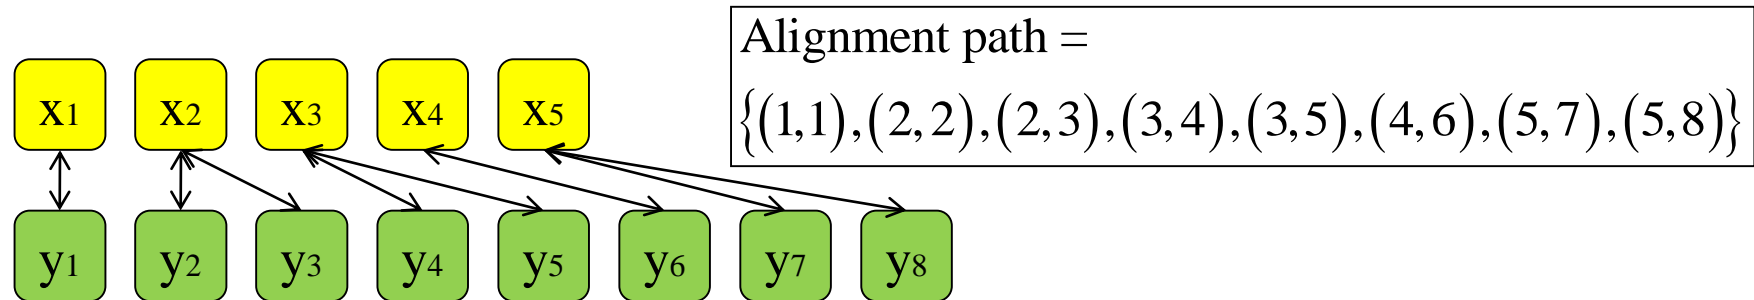 Alignment path =
{(1,1),(2,2),(2,3),(3,4),(3,5),(4,6),(5,7),(5,8)}
x1 x2 x3 x4 x5
y1 y2 y3 y4 y5 y6 y7 y8